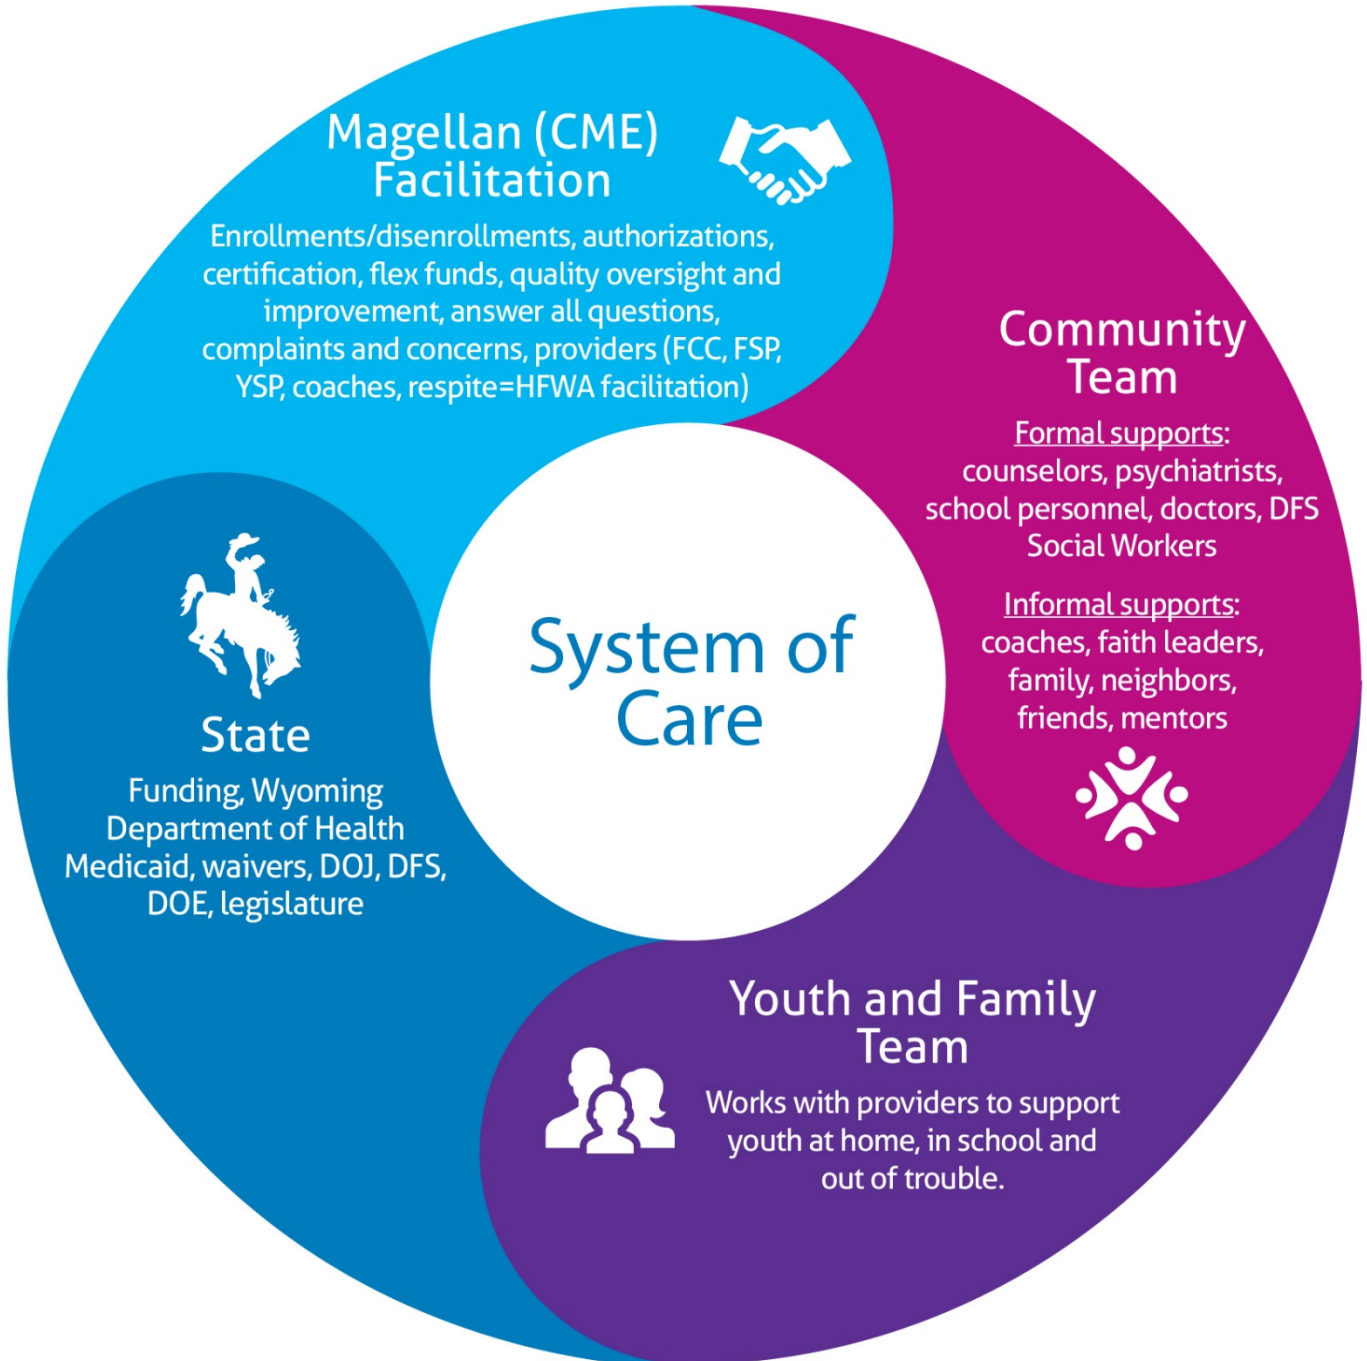 Magellan (CME)
Facilitation
Enrollments/disenrollments, authorizations,
certification, flex funds, quality oversight and
improvement, answer all questions,
complaints and concerns, providers (FCC, FSP,
YSP, coaches, respite=HFWA facilitation)
Community
Team
Formal supports:
counselors, psychiatrists,
school personnel, doctors, DFS
Social Workers
Informal supports:
coaches, faith leaders,
family, neighbors,
friends, mentors
System of
Care
State
Funding, Wyoming
Department of Health
Medicaid, waivers, DOJ, DFS,
DOE, legislature
Youth and Family
Team
Works with providers to support
youth at home, in school and
out of trouble.